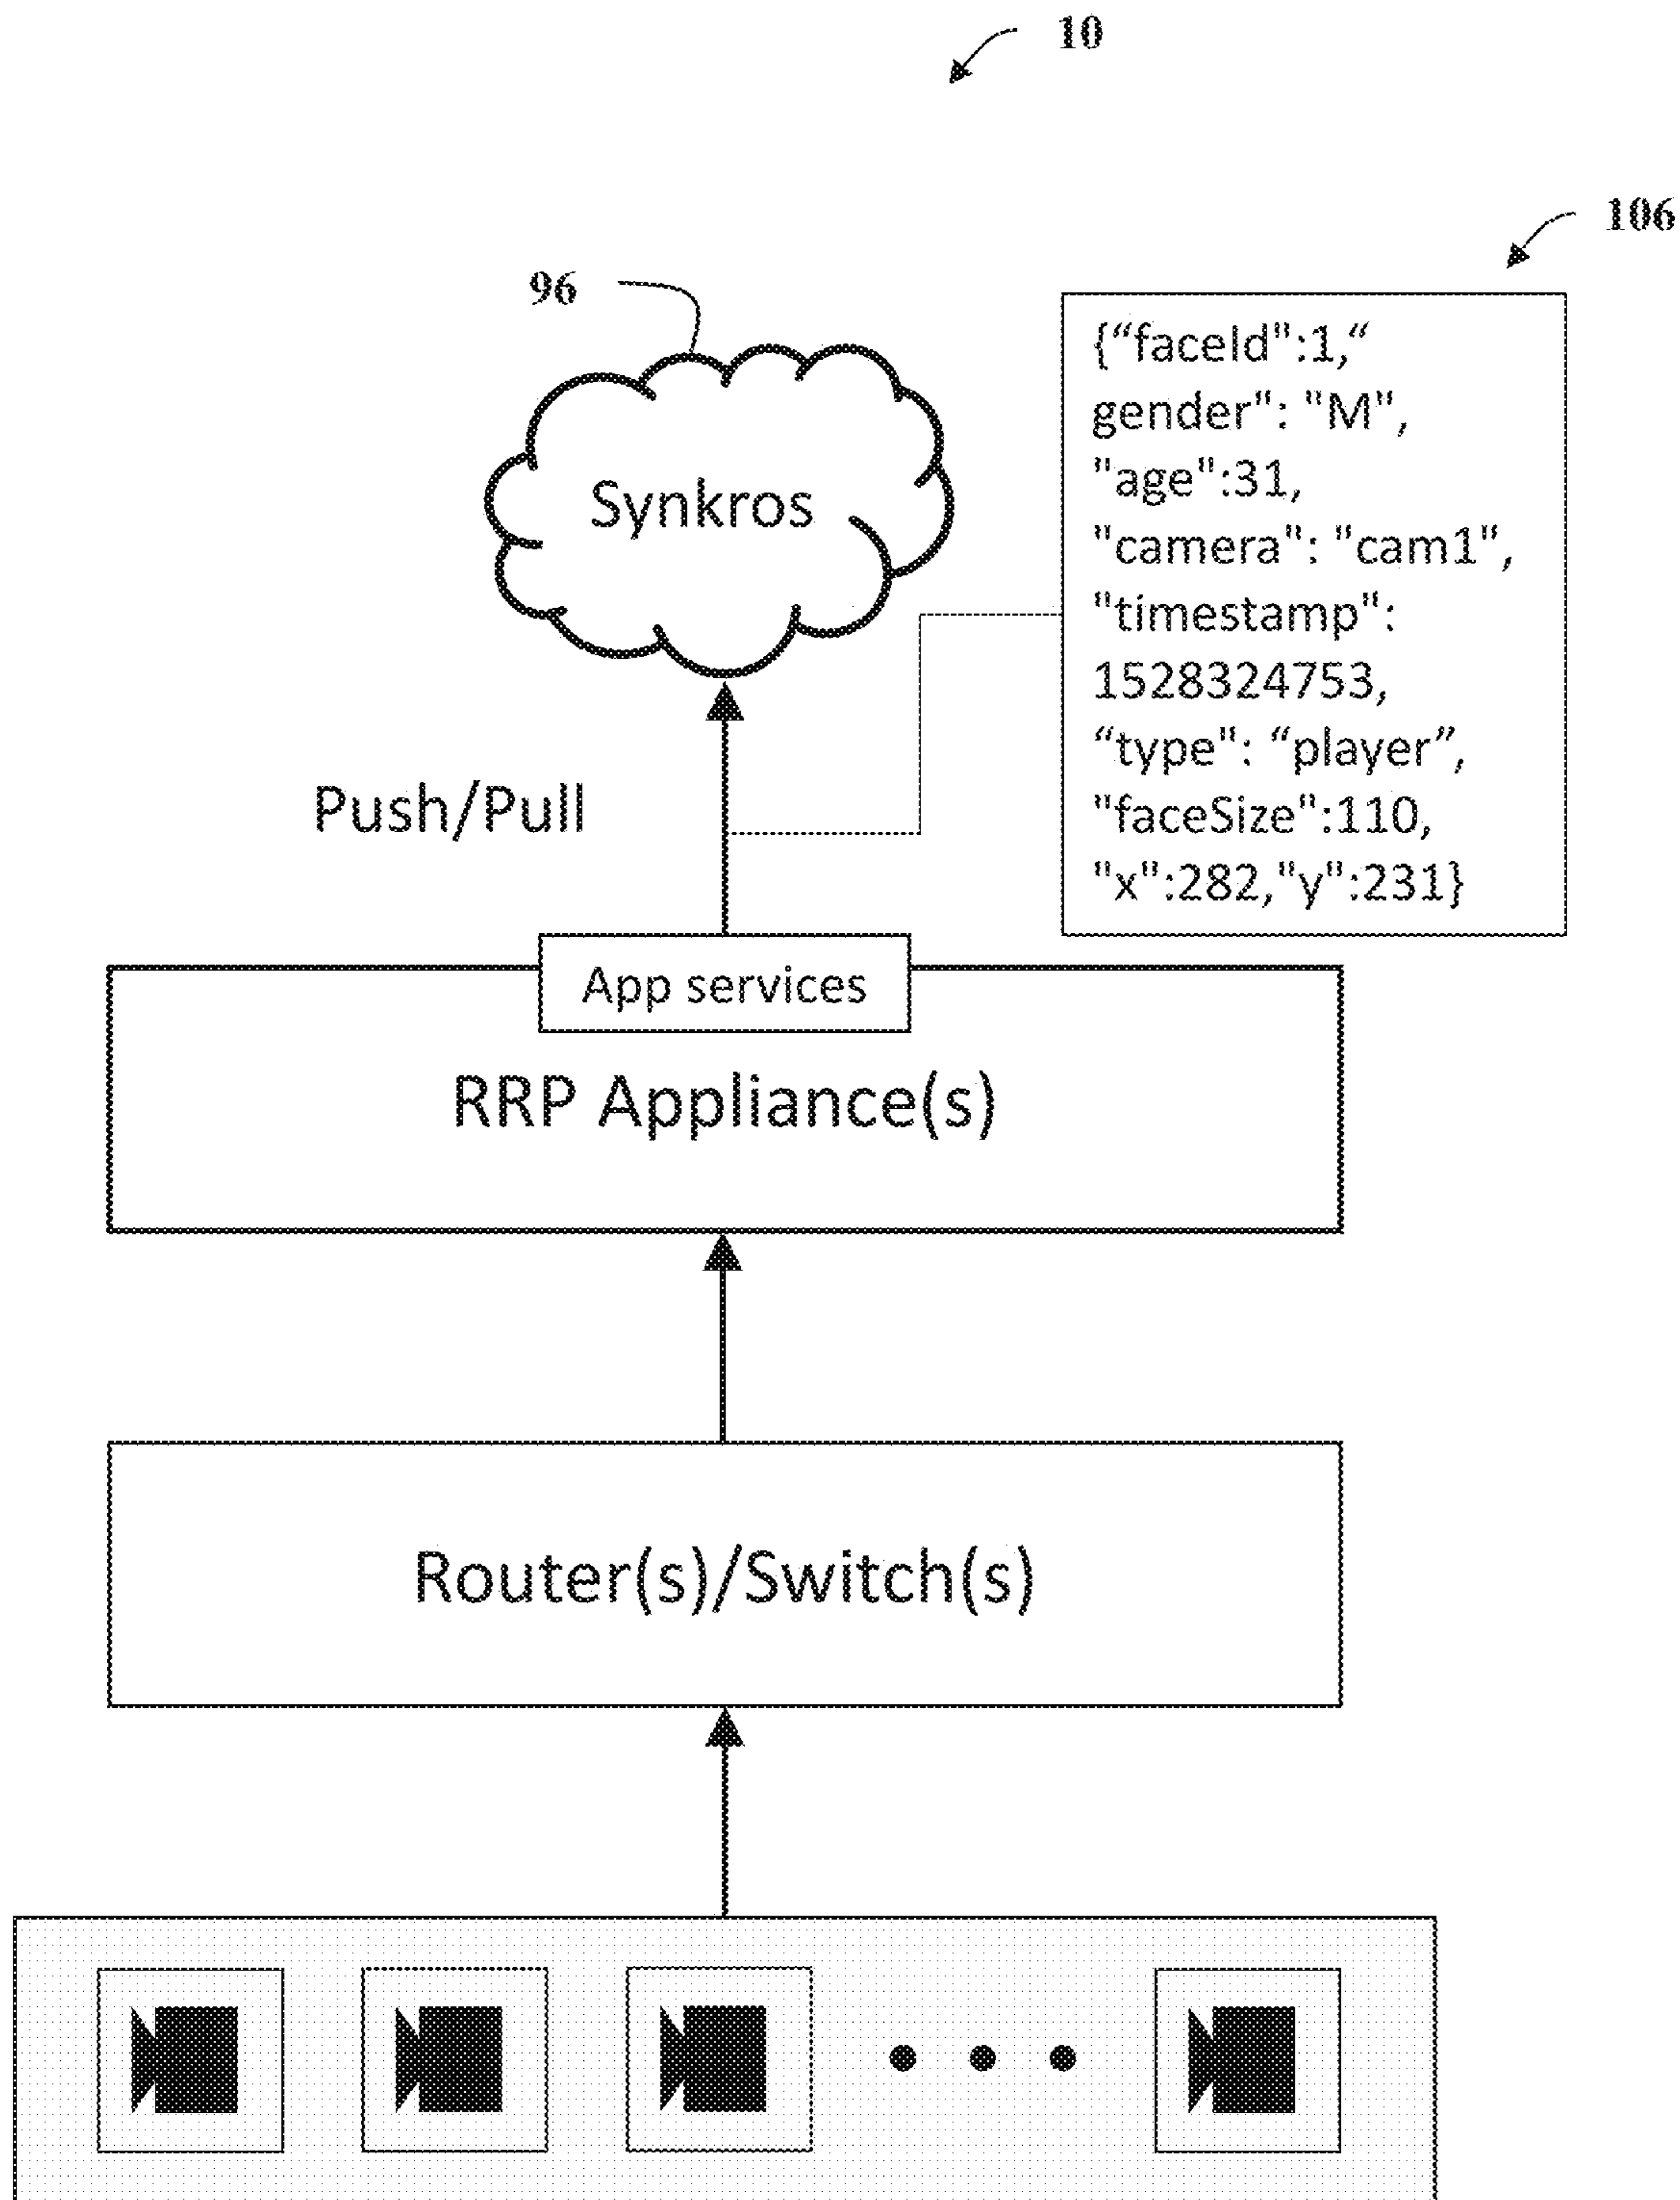 10
106
96
{“faceId":1,“
gender": "M",
"age":31,
"camera": "cam1",
"timestamp":
1528324753,
“type": “player”,
"faceSize":110,
"x":282,"y":231}
Synkros
Push/Pull
App services
RRP Appliance(s)
Router(s)/Switch(s)